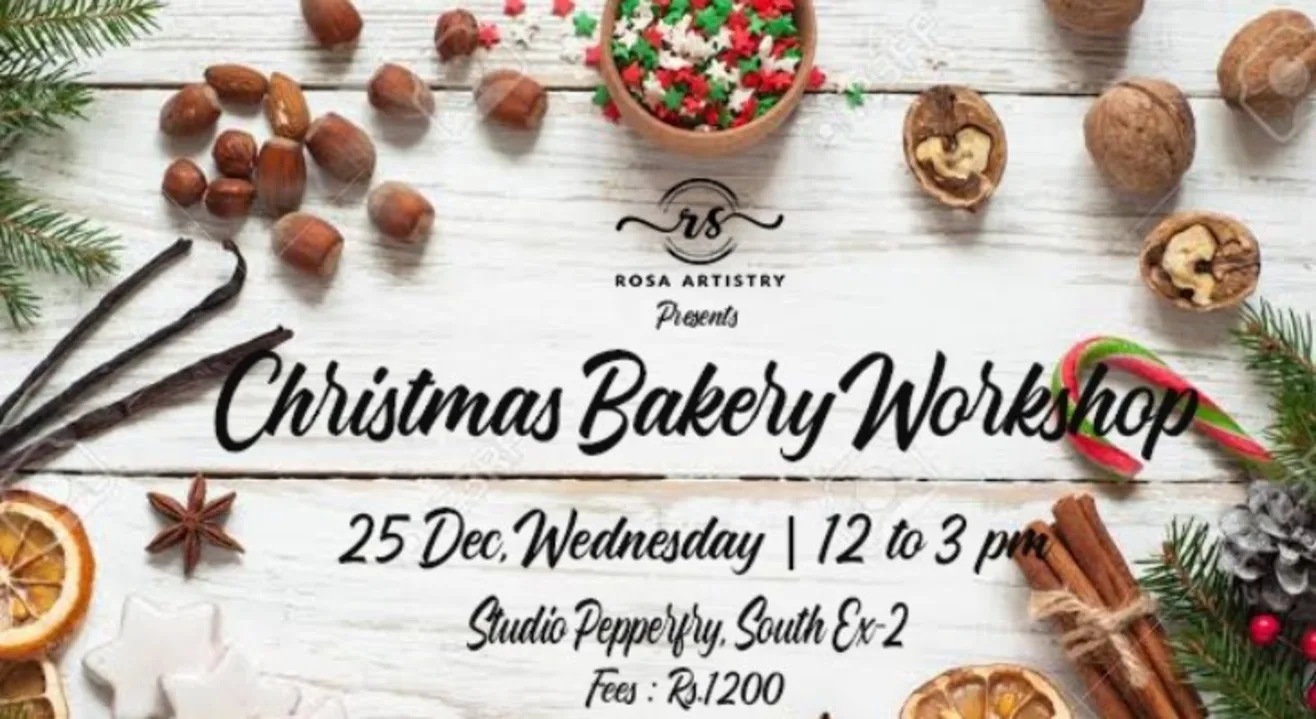 rs
ROSA ARTISTRY
Presents
Christmas Bakery Workshop
25 Dec, Wednesday | 12 to 3 pm
Studio Pepperfry, South Ex-2
Fees : Rs.1200